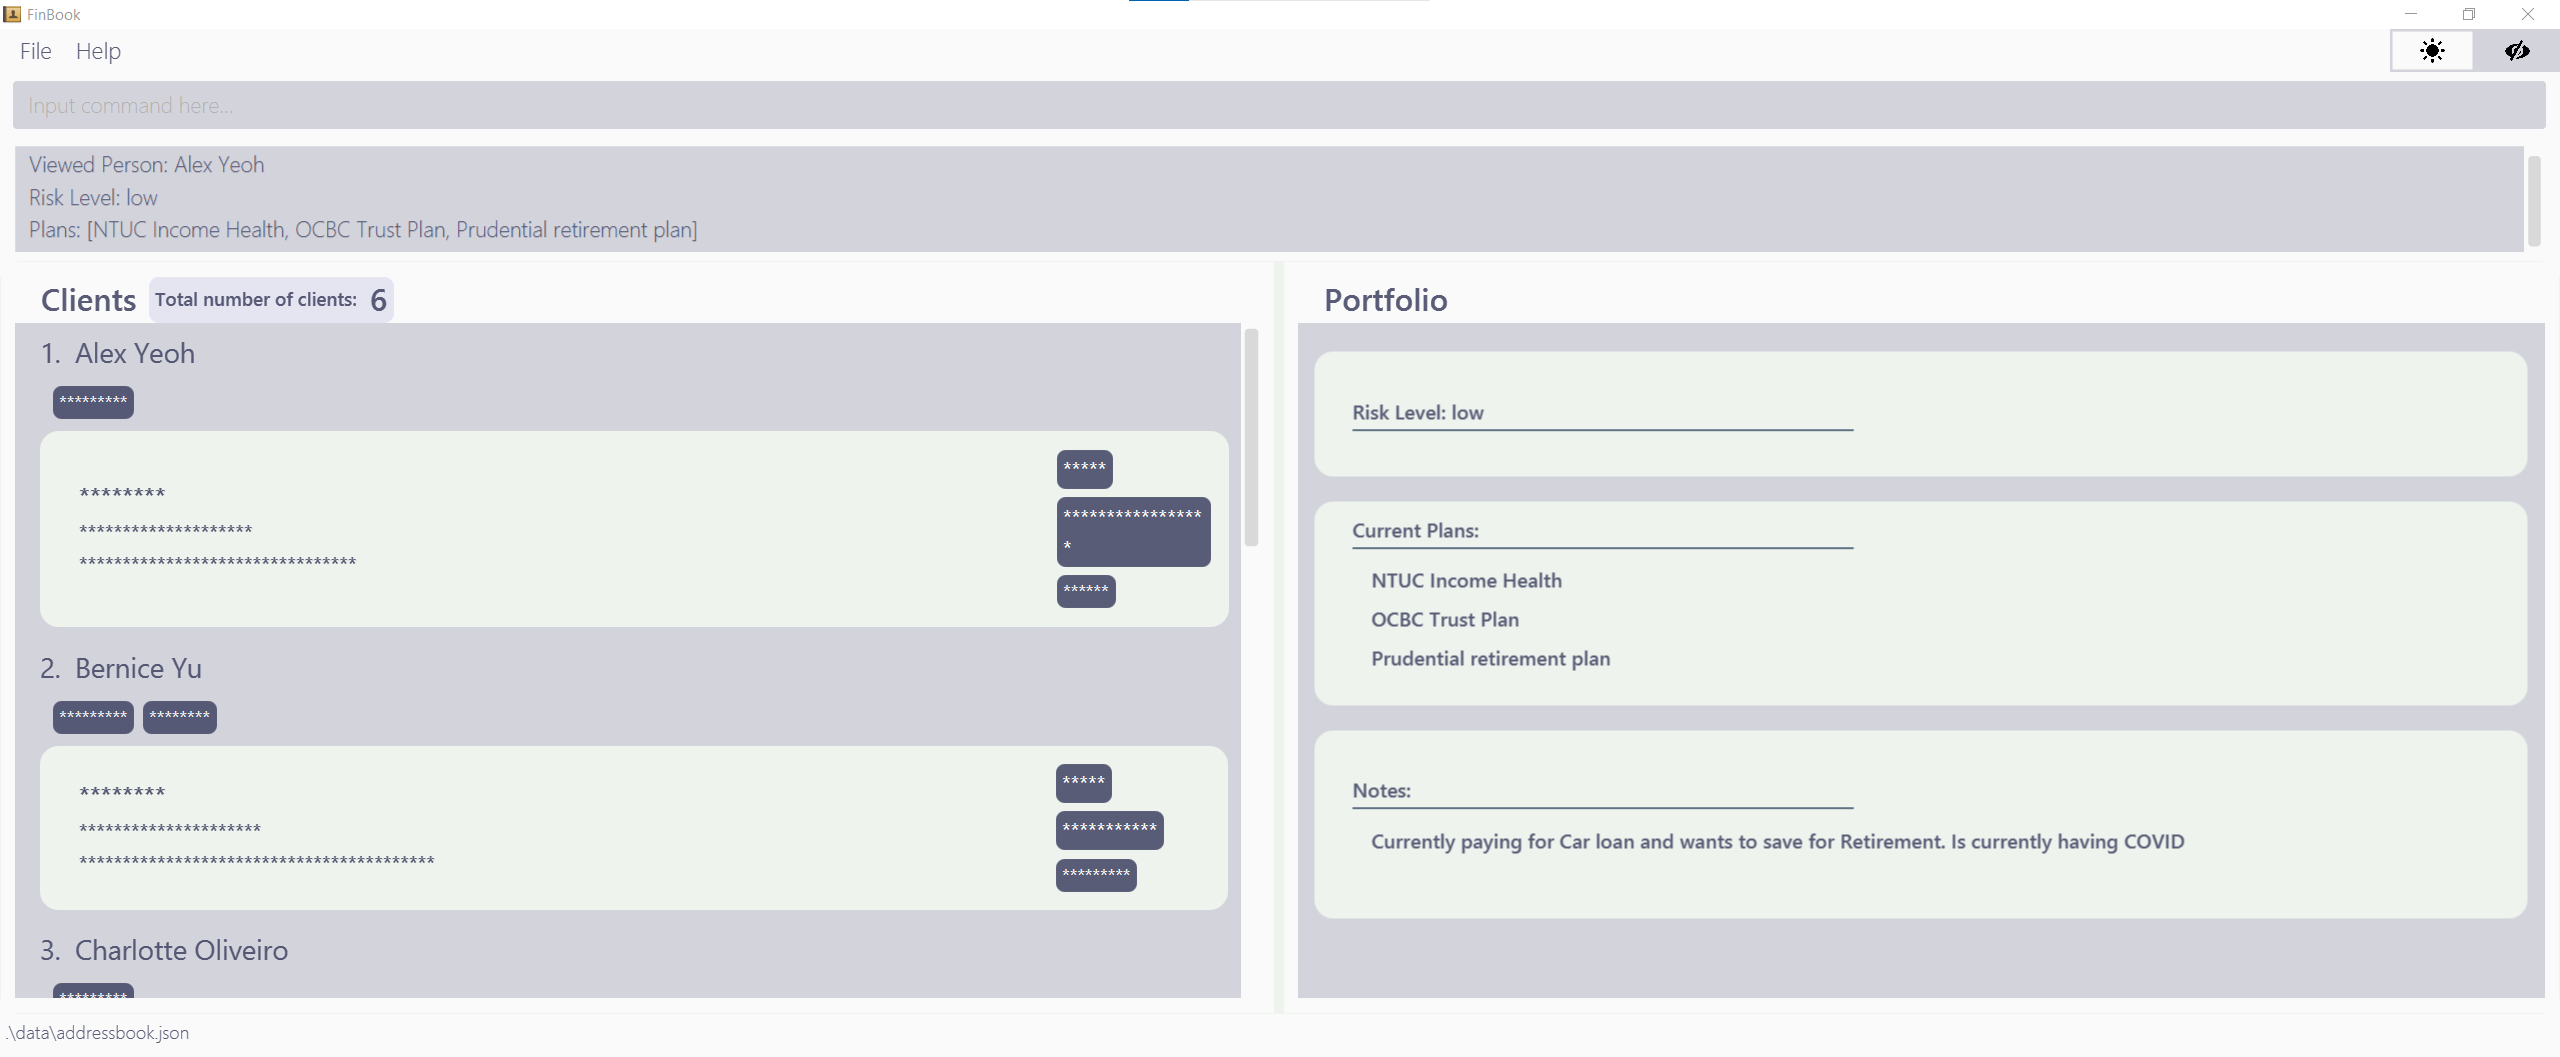 FinBook
File Help
Input command here...
Viewed Person: Alex Yeoh
Risk Level: low
Plans: [NTUC Income Health, OCBC Trust Plan, Prudential retirement plan]
Clients Total number of clients: 6
1. Alex Yeoh
*********
********
********************
********************************
*****
****************
*
******
2. Bernice Yu
********* ********
********
*********************
*****************************************
*****
***********
*********
3. Charlotte Oliveiro
*********
Portfolio
Risk Level: low
Current Plans:
NTUC Income Health
OCBC Trust Plan
Prudential retirement plan
Notes:
Currently paying for Car loan and wants to save for Retirement. Is currently having COVID
.\data\addressbook.json